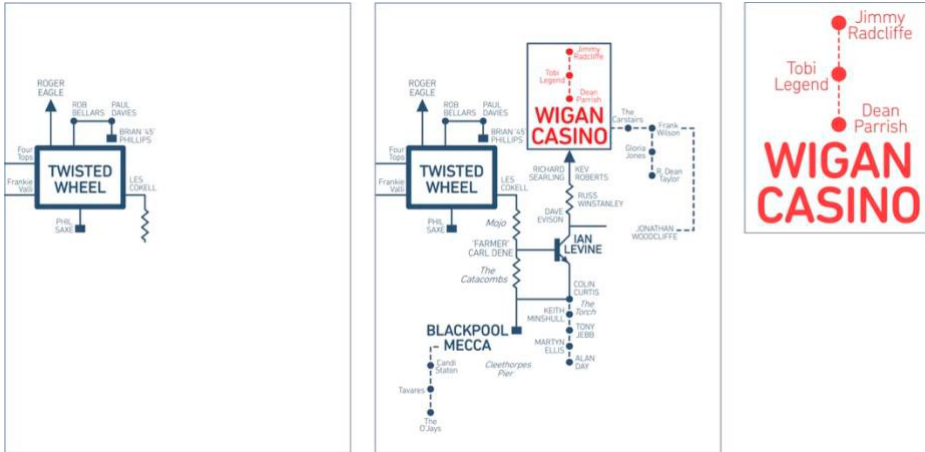 ROGER
EAGLE
ROB
BELLARS
PAUL
DAVIES
BRIAN '45'
PHILLIPS
Four
Tops
TWISTED
WHEEL
Frankie
Valli
LES
COKELL
PHIL
SAXE
ROGER
EAGLE
ROB
BELLARS
PAUL
DAVIES
BRIAN '45'
PHILLIPS
Four
Tops
TWISTED
WHEEL
Frankie
Valli
LES
COKELL
PHIL
SAXE
Jimmy
Radcliffe
Tobi
Legend
Dean
Parrish
WIGAN
CASINO
The
Carstairs
Frank
Wilson
Gloria
Jones
R. Dean
Taylor
RICHARD
SEARLING
KEV
ROBERTS
RUSS
WINSTANLEY
DAVE
EVISON
JONATHAN
WOODCLIFFE
Mojo
'FARMER'
CARL DENE
IAN
LEVINE
The
Catacombs
COLIN
CURTIS
The
Torch
KEITH
MINSHULL
TONY
JEBB
BLACKPOOL
- MECCA
MARTYN
ELLIS
ALAN
DAY
Cleethorpes
Pier
Candi
Staton
Tavares
The
O'Jays
Jimmy
Radcliffe
Tobi
Legend
Dean
Parrish
WIGAN
CASINO